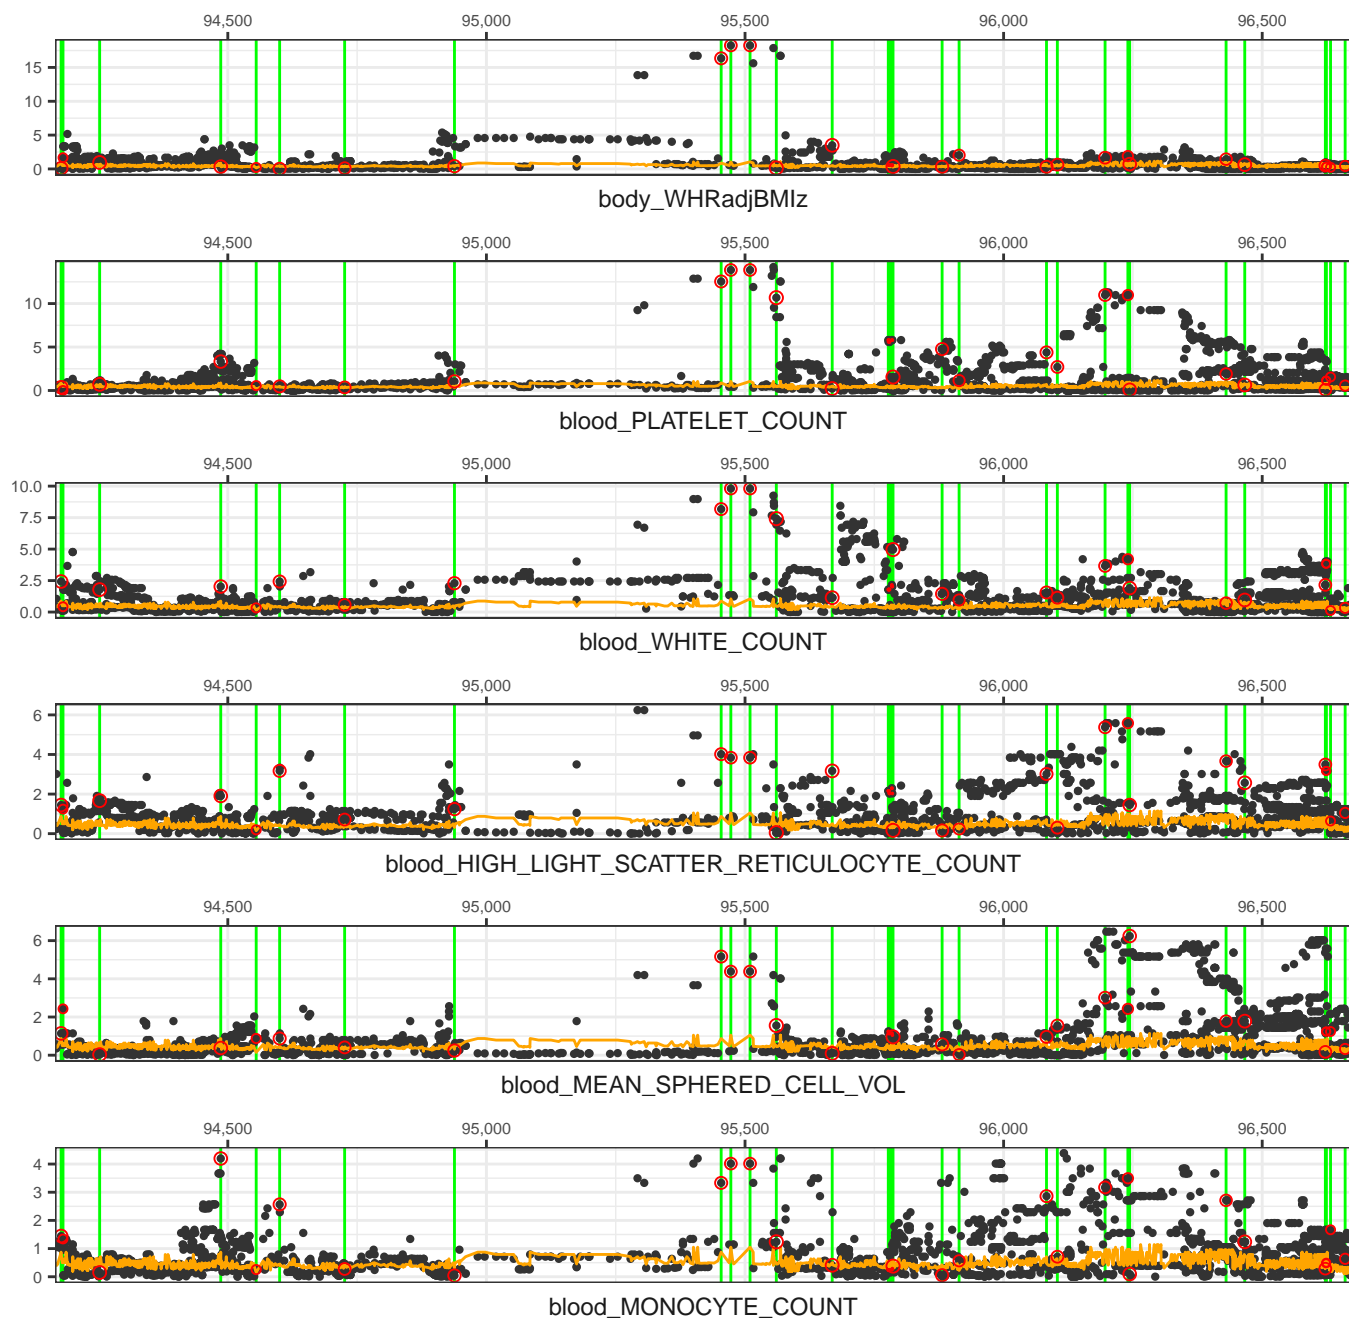 94,500 95,000 95,500 96,000 96,500
15
10
5
0
body_WHRadjBMIz
94,500 95,000 95,500 96,000 96,500
10
5
0
blood_PLATELET_COUNT
94,500 95,000 95,500 96,000 96,500
10.0
7.5
5.0
2.5
0.0
blood_WHITE_COUNT
94,500 95,000 95,500 96,000 96,500
6
4
2
0
blood_HIGH_LIGHT_SCATTER_RETICULOCYTE_COUNT
94,500 95,000 95,500 96,000 96,500
6
4
2
0
blood_MEAN_SPHERED_CELL_VOL
94,500 95,000 95,500 96,000 96,500
4
3
2
1
0
blood_MONOCYTE_COUNT